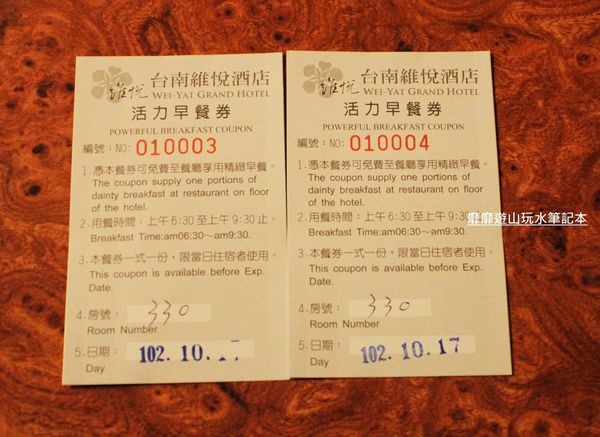 維悅 台南維悅酒店
WEI-YAT GRAND HOTEL
活力早餐券
POWERFUL BREAKFAST COUPON
編號:NO:010003
1.憑本餐券可免費至餐廳享用精緻早餐。
The coupon supply one portions of
dainty breakfast at restaurant on floor
of the hotel.
2.用餐時間:上午6:30至上午9:30止。
Breakfast Time:am06:30～am9:30.
3.本餐券一式一份,限當日住宿者使用。
This coupon is available before Exp.
Date.
4.房號: 330
Room Number
5.日期: 102.10.17
Day
維悅 台南維悅酒店
WEI-YAT GRAND HOTEL
活力早餐券
POWERFUL BREAKFAST COUPON
編號:NO:010004
1.憑本餐券可免費至餐廳享用精緻早餐。
The coupon supply one portions of
dainty breakfast at restaurant on floor
of the hotel.
2.用餐時間:上午6:30至上午9:30
Breakfast Time:am06:30～am9:30.
3.本餐券一式一份,限當日住宿者使用。
This coupon is available before Exp.
Date.
4.房號: 330
Room Number
5.日期: 102.10.17
Day
靡靡遊山玩水筆記本